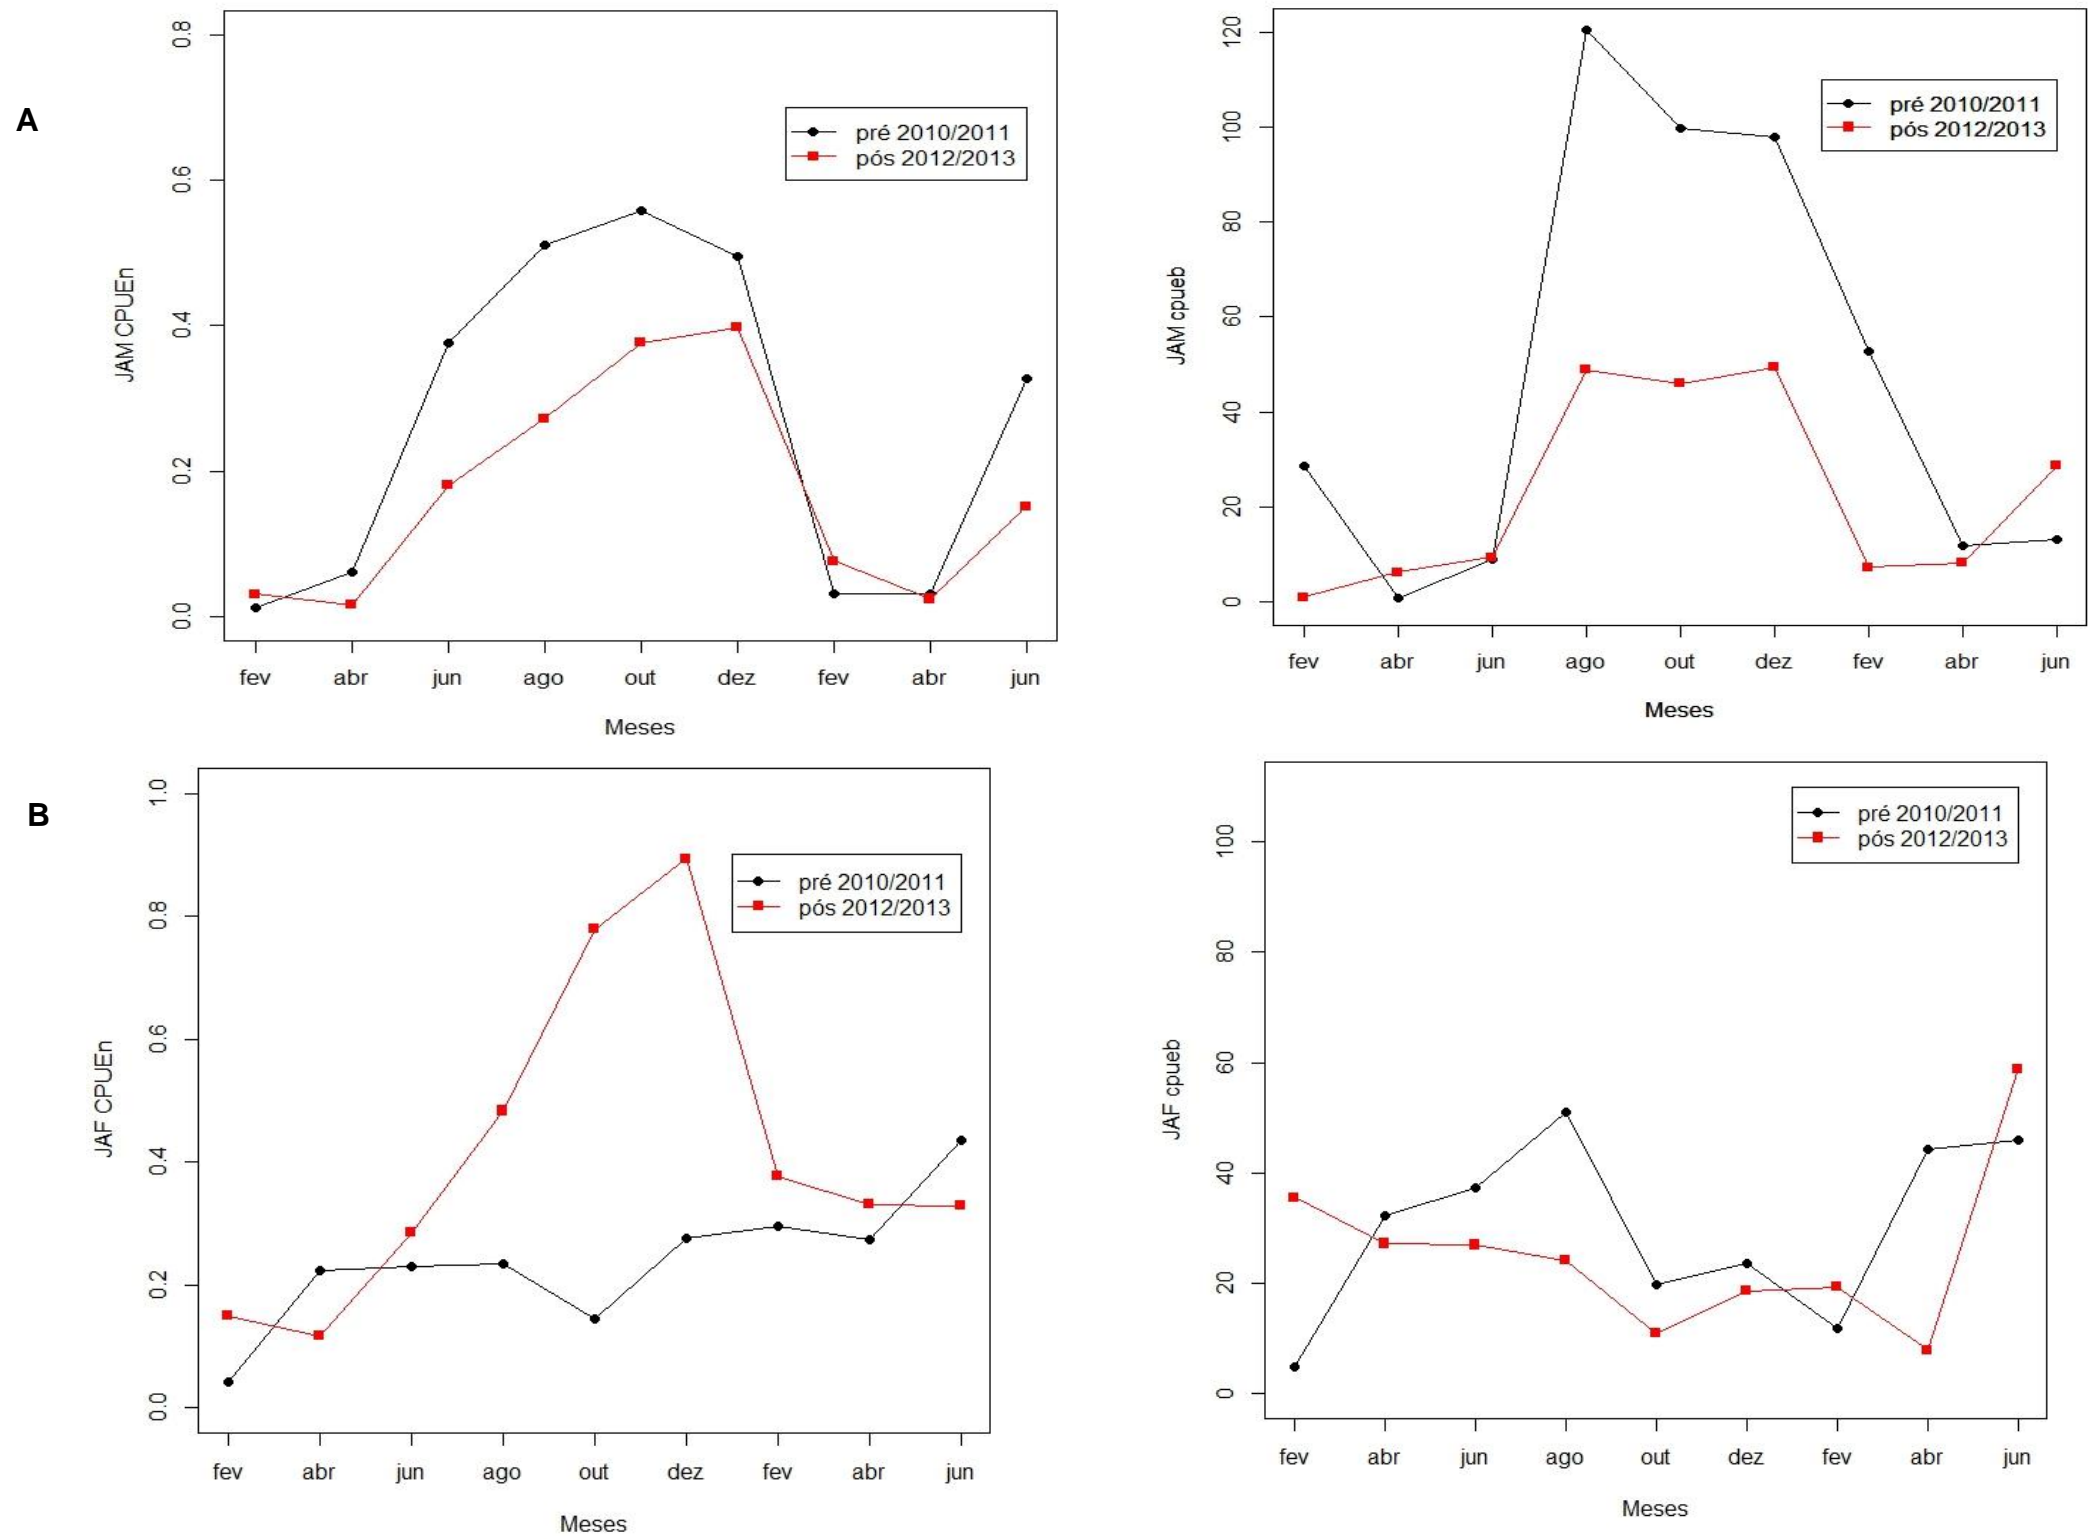 A
JAM CPUEn
0.8
0.6
0.4
0.2
0.0
pré 2010/2011
pós 2012/2013
fev abr jun ago out dez fev abr jun
Meses
JAM cpueb
120
100
80
60
40
20
0
pré 2010/2011
pós 2012/2013
fev abr jun ago out dez fev abr jun
Meses
B
JAF CPUEn
1.0
0.8
0.6
0.4
0.2
0.0
pré 2010/2011
pós 2012/2013
fev abr jun ago out dez fev abr jun
Meses
JAF cpueb
100
80
60
40
20
0
pré 2010/2011
pós 2012/2013
fev abr jun ago out dez fev abr jun
Meses